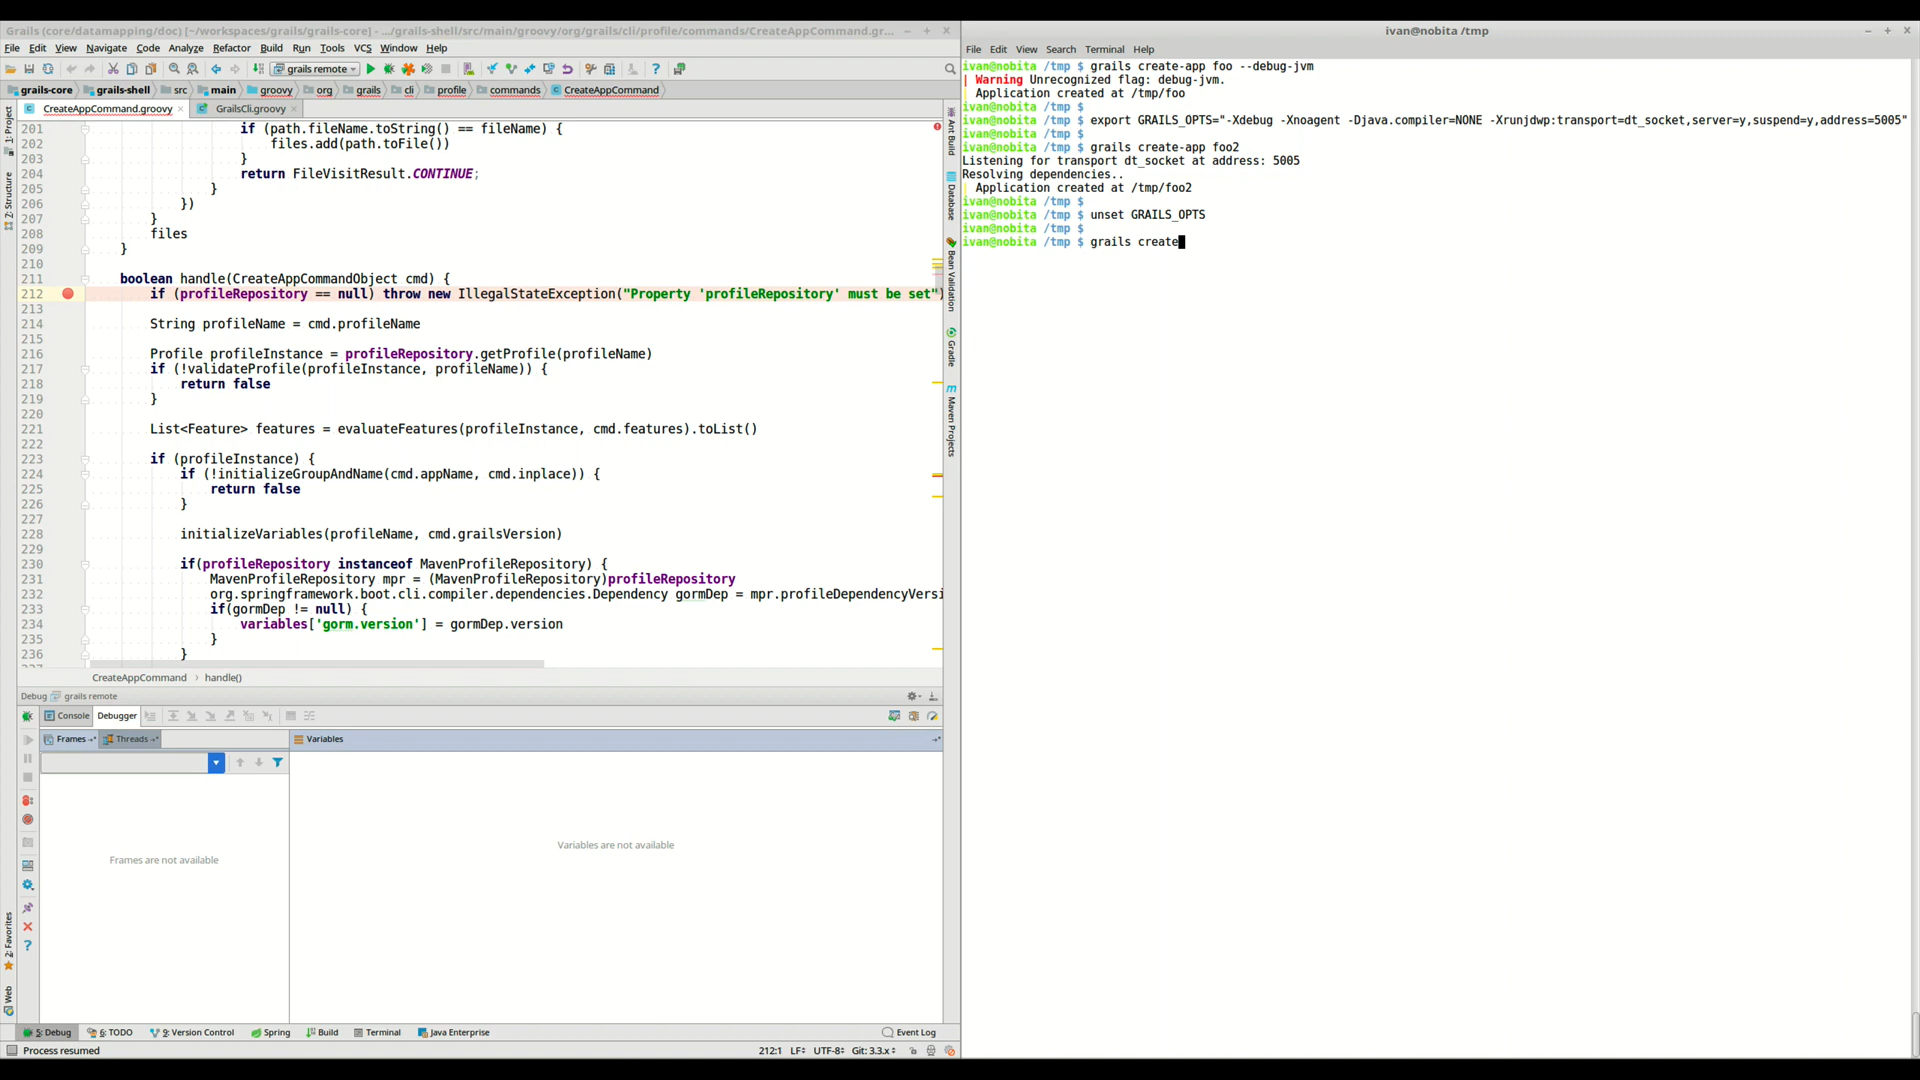 Grails (core/datamapping/doc) [~/workspaces/grails/grails-core] - .../grails-shell/src/main/groovy/org/grails/cli/profile/commands/CreateAppCommand.gr...
File Edit View Navigate Code Analyze Refactor Build Run Tools VCS Window Help
grails remote
grails-core grails-shell src main groovy org grails cli profile commands CreateAppCommand
CreateAppCommand.groovy GrailsCli.groovy
1: Project
7: Structure
2: Favorites
Web
201 if (path.fileName.toString() == fileName) {
202 files.add(path.toFile())
203 }
204 return FileVisitResult.CONTINUE;
205 }
206 })
207 }
208 files
209 }
210
211 boolean handle(CreateAppCommandObject cmd) {
212 if (profileRepository == null) throw new IllegalStateException("Property 'profileRepository' must be set")
213
214 String profileName = cmd.profileName
215
216 Profile profileInstance = profileRepository.getProfile(profileName)
217 if (!validateProfile(profileInstance, profileName)) {
218 return false
219 }
220
221 List<Feature> features = evaluateFeatures(profileInstance, cmd.features).toList()
222
223 if (profileInstance) {
224 if (!initializeGroupAndName(cmd.appName, cmd.inplace)) {
225 return false
226 }
227
228 initializeVariables(profileName, cmd.grailsVersion)
229
230 if(profileRepository instanceof MavenProfileRepository) {
231 MavenProfileRepository mpr = (MavenProfileRepository)profileRepository
232 org.springframework.boot.cli.compiler.dependencies.Dependency gormDep = mpr.profileDependencyVersi
233 if(gormDep != null) {
234 variables['gorm.version'] = gormDep.version
235 }
236 }
Ant Build
Database
Bean Validation
Gradle
Maven Projects
CreateAppCommand › handle()
Debug grails remote
Console Debugger
Frames Threads
Variables
Frames are not available
Variables are not available
5: Debug 6: TODO 9: Version Control Spring Build Terminal Java Enterprise Event Log
Process resumed 212:1 LF UTF-8 Git: 3.3.x
ivan@nobita /tmp
File Edit View Search Terminal Help
ivan@nobita /tmp $ grails create-app foo --debug-jvm
| Warning Unrecognized flag: debug-jvm.
| Application created at /tmp/foo
ivan@nobita /tmp $
ivan@nobita /tmp $ export GRAILS_OPTS="-Xdebug -Xnoagent -Djava.compiler=NONE -Xrunjdwp:transport=dt_socket,server=y,suspend=y,address=5005"
ivan@nobita /tmp $
ivan@nobita /tmp $ grails create-app foo2
Listening for transport dt_socket at address: 5005
Resolving dependencies..
| Application created at /tmp/foo2
ivan@nobita /tmp $
ivan@nobita /tmp $ unset GRAILS_OPTS
ivan@nobita /tmp $
ivan@nobita /tmp $ grails create